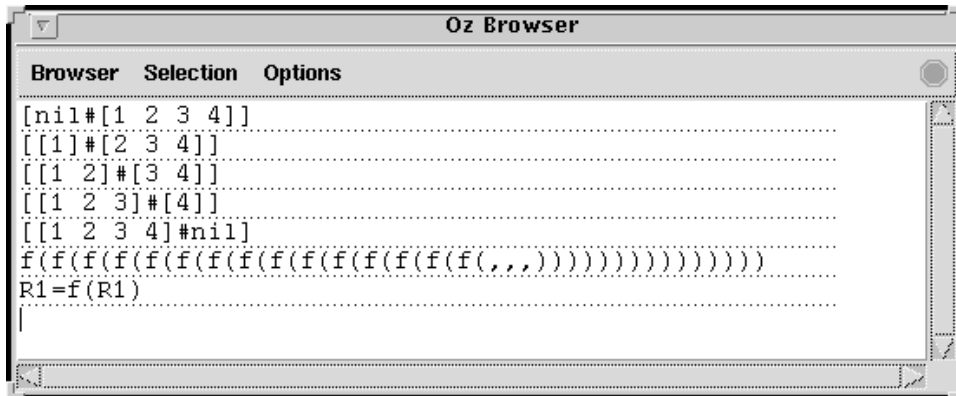 Oz Browser
Browser Selection Options
[nil#[1 2 3 4]]
[[1]#[2 3 4]]
[[1 2]#[3 4]]
[[1 2 3]#[4]]
[[1 2 3 4]#nil]
f(f(f(f(f(f(f(f(f(f(f(f(f(f(f(,,,)))))))))))))))
R1=f(R1)